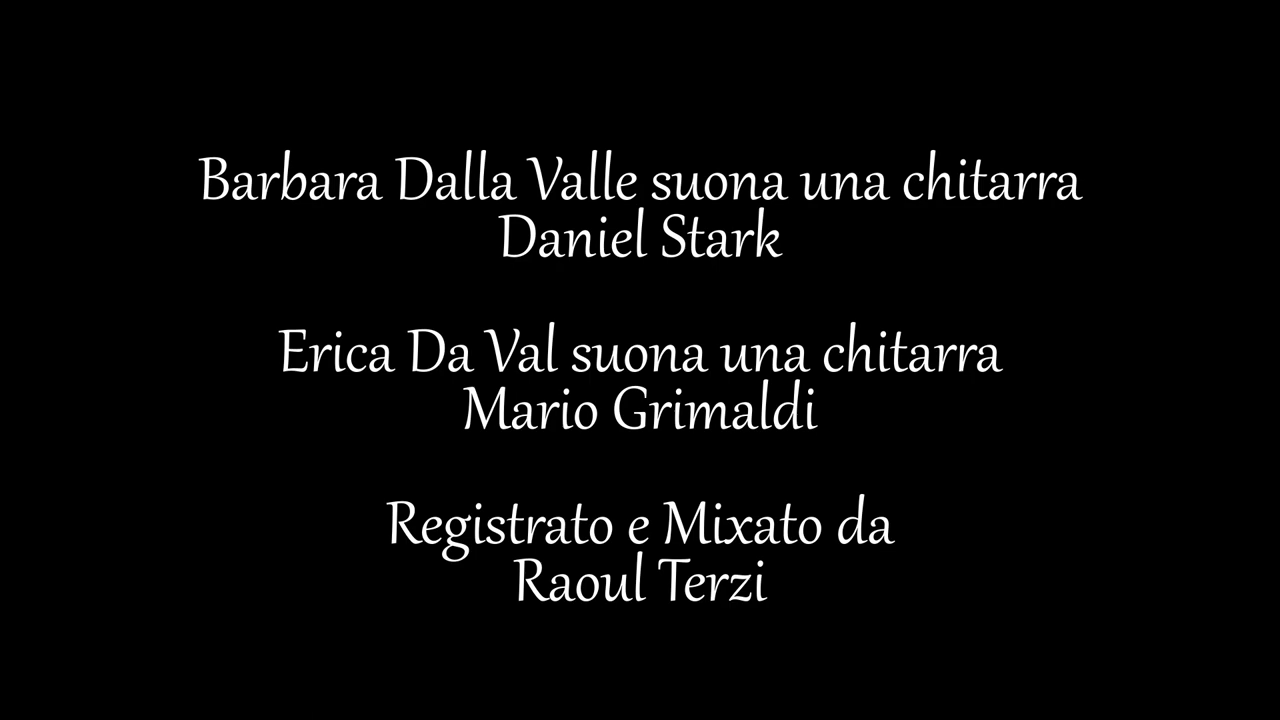 Barbara Dalla Valle suona una chitarra
Daniel Stark
Erica Da Val suona una chitarra
Mario Grimaldi
Registrato e Mixato da
Raoul Terzi